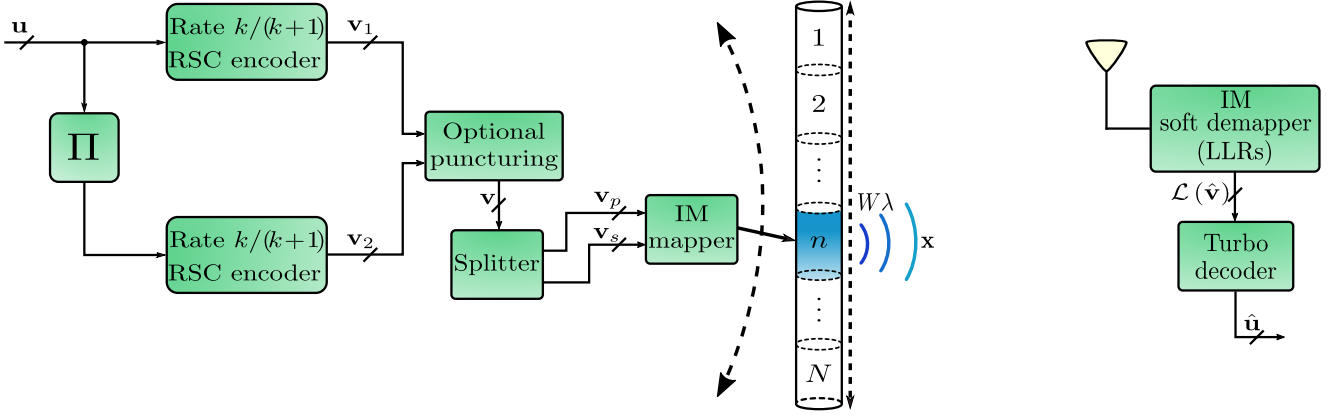 u
Rate k/(k+1)
RSC encoder
v₁
Π
Rate k/(k+1)
RSC encoder
v₂
Optional
puncturing
v
Splitter
vₚ
vₛ
IM
mapper
1
2
⋮
n
⋮
N
Wλ
x
IM
soft demapper
(LLRs)
ℒ (v̂)
Turbo
decoder
û